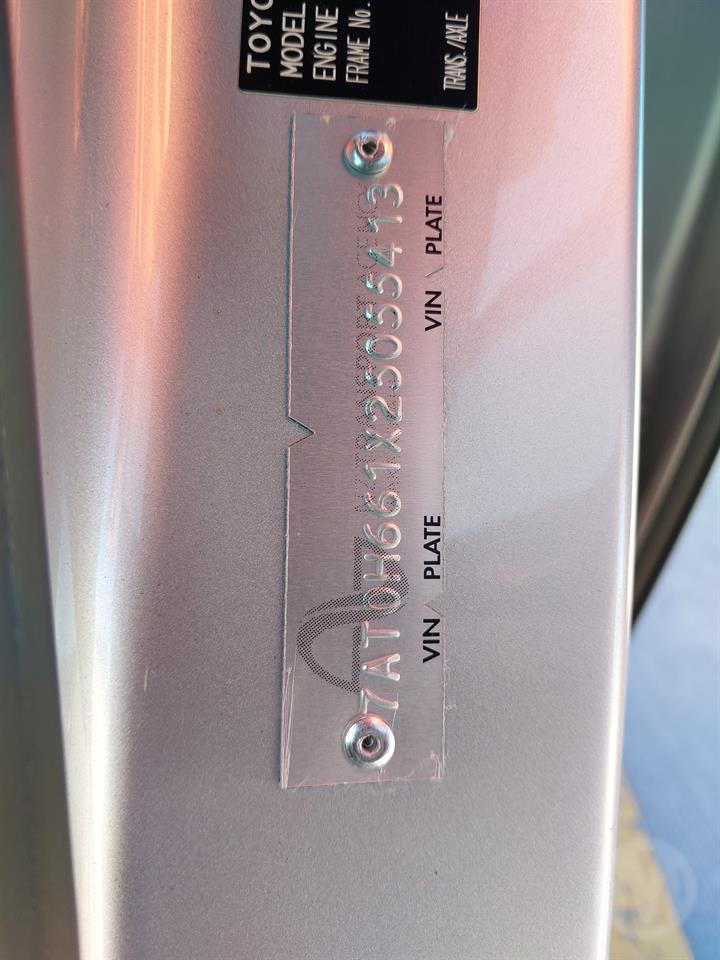 TOYO
MODEL
ENGINE
FRAME No.
TRANS./AXLE
7AT0H661X25055413
VIN PLATE
VIN PLATE